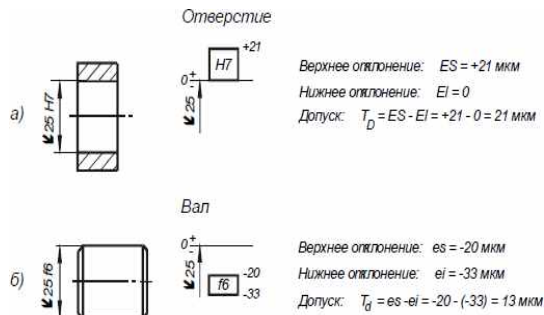 Отверстие
а)
25 H7
0
+
-
H7
+21
25
Верхнее отклонение: ES = +21 мкм
Нижнее отклонение: EI = 0
Допуск: TD = ES - EI = +21 - 0 = 21 мкм
Вал
б)
25 f6
0
+
-
25
f6
-20
-33
Верхнее отклонение: es = -20 мкм
Нижнее отклонение: ei = -33 мкм
Допуск: Td = es -ei = -20 - (-33) = 13 мкм